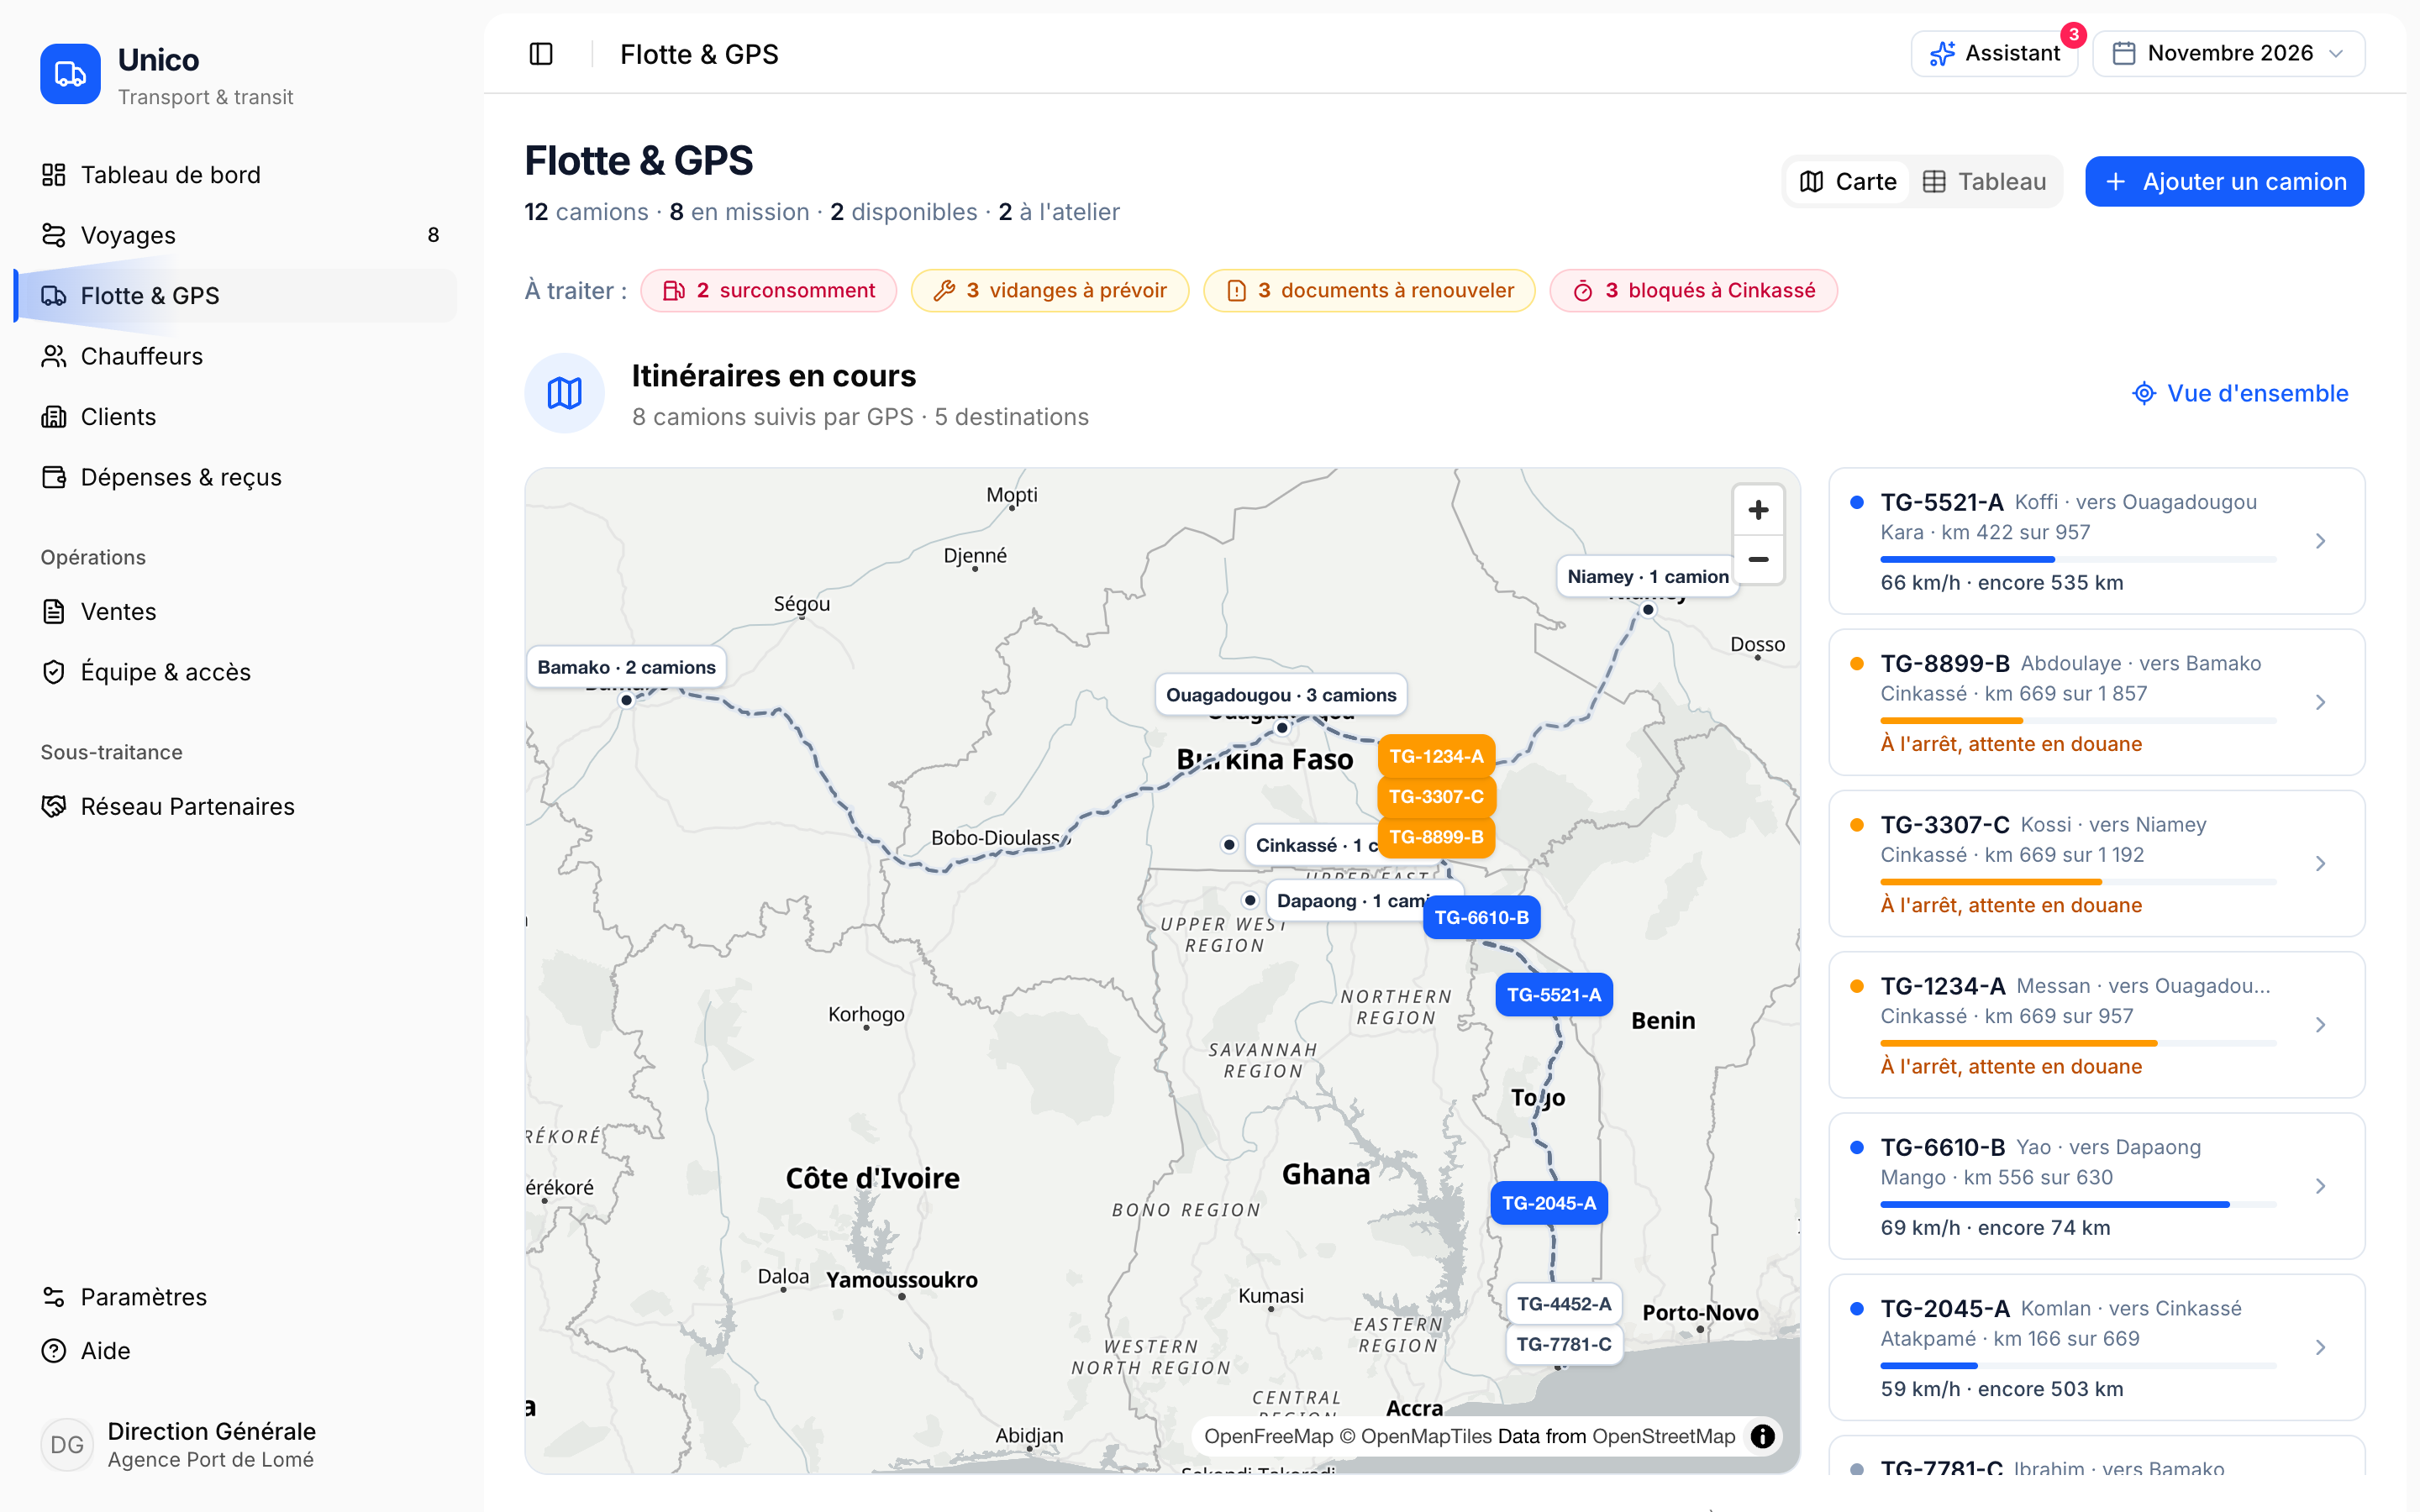 Unico
Transport & transit
Tableau de bord
Voyages 8
Flotte & GPS
Chauffeurs
Clients
Dépenses & reçus
Opérations
Ventes
Équipe & accès
Sous-traitance
Réseau Partenaires
Paramètres
Aide
DG
Direction Générale
Agence Port de Lomé
Flotte & GPS
Assistant 3
Novembre 2026
Flotte & GPS
12 camions · 8 en mission · 2 disponibles · 2 à l'atelier
Carte
Tableau
+ Ajouter un camion
À traiter :
2 surconsomment
3 vidanges à prévoir
3 documents à renouveler
3 bloqués à Cinkassé
Itinéraires en cours
8 camions suivis par GPS · 5 destinations
Vue d'ensemble
Mopti
Djenné
Ségou
Niamey · 1 camion
Dosso
Bamako · 2 camions
Ouagadougou · 3 camions
Burkina Faso
TG-1234-A
TG-3307-C
TG-8899-B
Bobo-Dioulasso
Cinkassé · 1 c
UPPER EAST
Dapaong · 1 cami
TG-6610-B
UPPER WEST
REGION
TG-5521-A
NORTHERN
REGION
Korhogo
Benin
SAVANNAH
REGION
Togo
RÉKORÉ
Côte d'Ivoire
Ghana
érékoré
TG-2045-A
BONO REGION
Daloa
Yamoussoukro
Kumasi
TG-4452-A
Porto-Novo
EASTERN
REGION
TG-7781-C
WESTERN
NORTH REGION
CENTRAL
REGION
Accra
a
Abidjan
OpenFreeMap © OpenMapTiles Data from OpenStreetMap
Sekondi-Takoradi
TG-5521-A Koffi · vers Ouagadougou
Kara · km 422 sur 957
66 km/h · encore 535 km
TG-8899-B Abdoulaye · vers Bamako
Cinkassé · km 669 sur 1 857
À l'arrêt, attente en douane
TG-3307-C Kossi · vers Niamey
Cinkassé · km 669 sur 1 192
À l'arrêt, attente en douane
TG-1234-A Messan · vers Ouagadou...
Cinkassé · km 669 sur 957
À l'arrêt, attente en douane
TG-6610-B Yao · vers Dapaong
Mango · km 556 sur 630
69 km/h · encore 74 km
TG-2045-A Komlan · vers Cinkassé
Atakpamé · km 166 sur 669
59 km/h · encore 503 km
TG-7781-C Ibrahim · vers Bamako